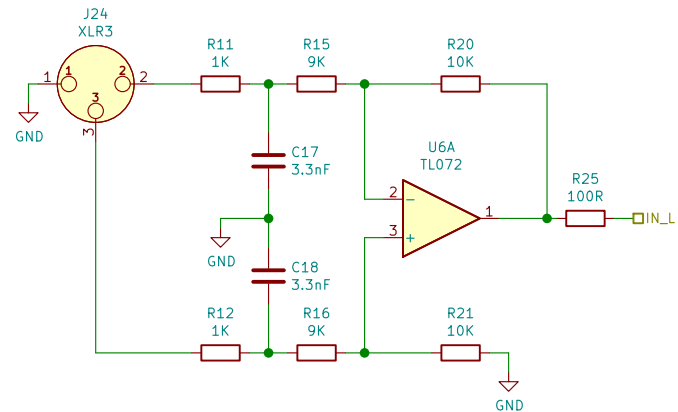 J24
XLR3
1
1
2
2
3
3
GND
R11
1K
R15
9K
R20
10K
C17
3.3nF
U6A
TL072
2
−
3
+
1
R25
100R
IN_L
GND
C18
3.3nF
R12
1K
R16
9K
R21
10K
GND